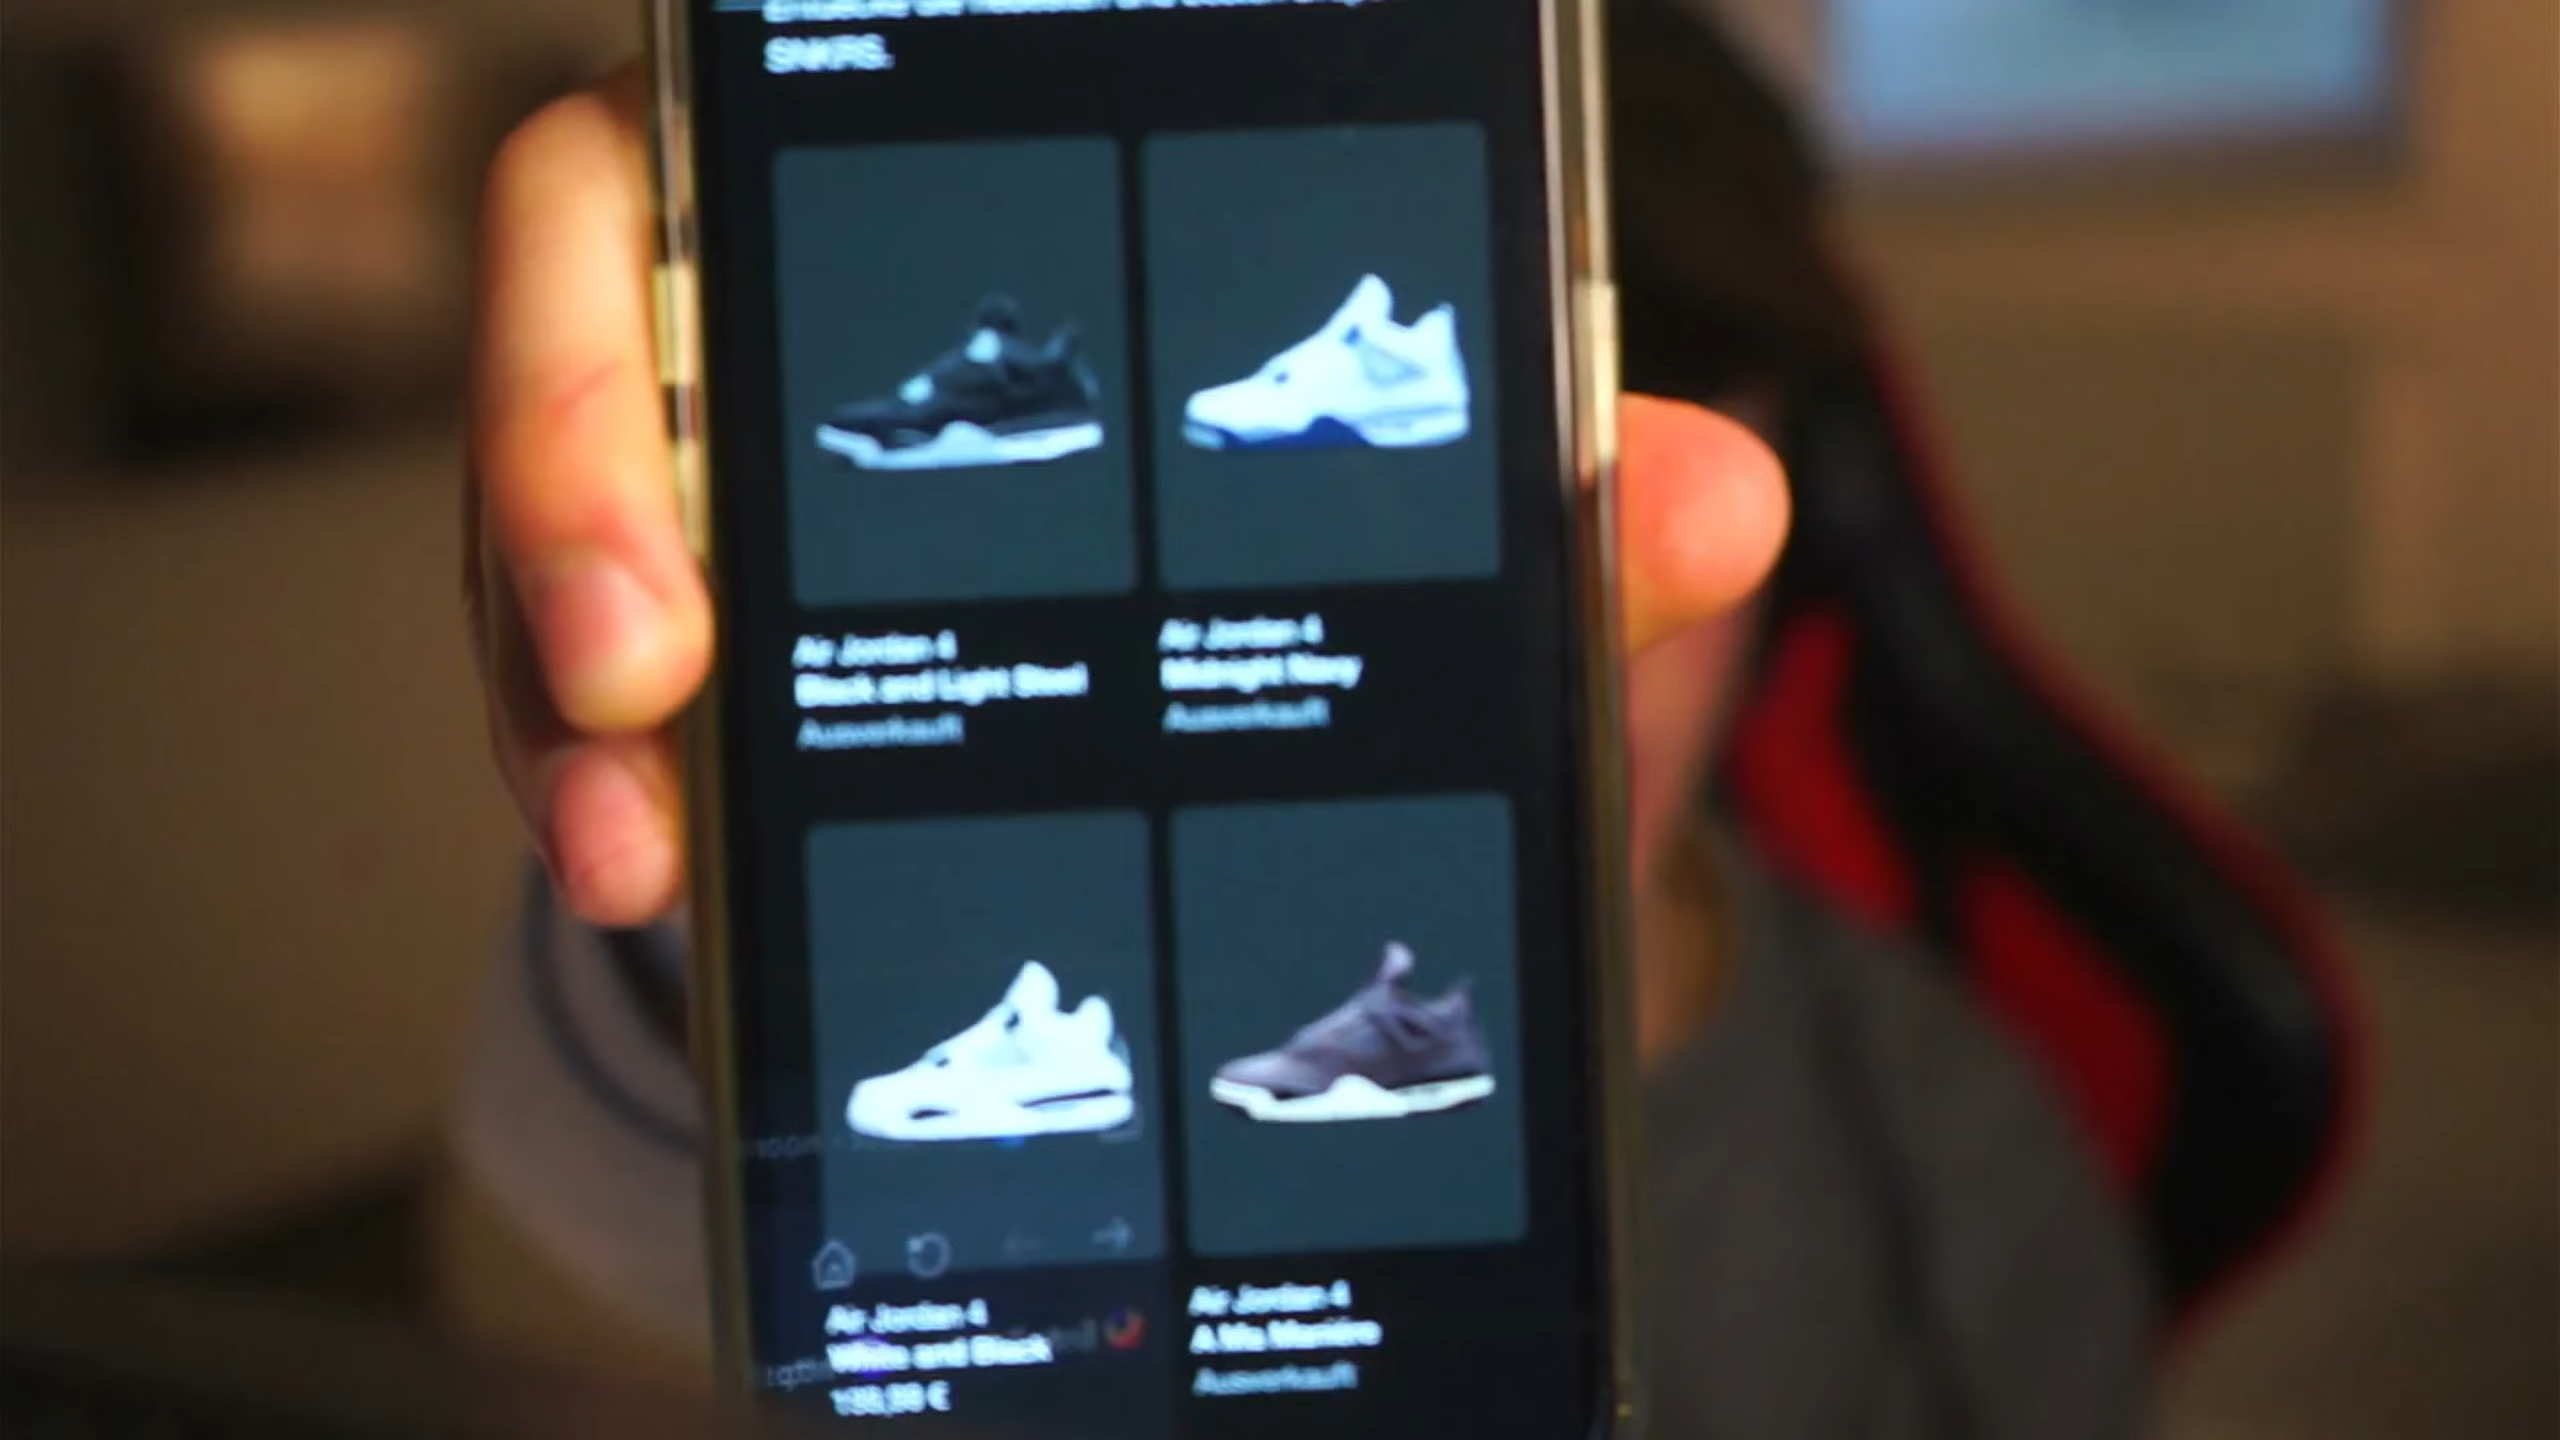 SNKRS.
Air Jordan 4
Black and Light Steel
Ausverkauft
Air Jordan 4
Midnight Navy
Ausverkauft
Air Jordan 4
White and Black
Air Jordan 4
A Ma Maniére
Ausverkauft